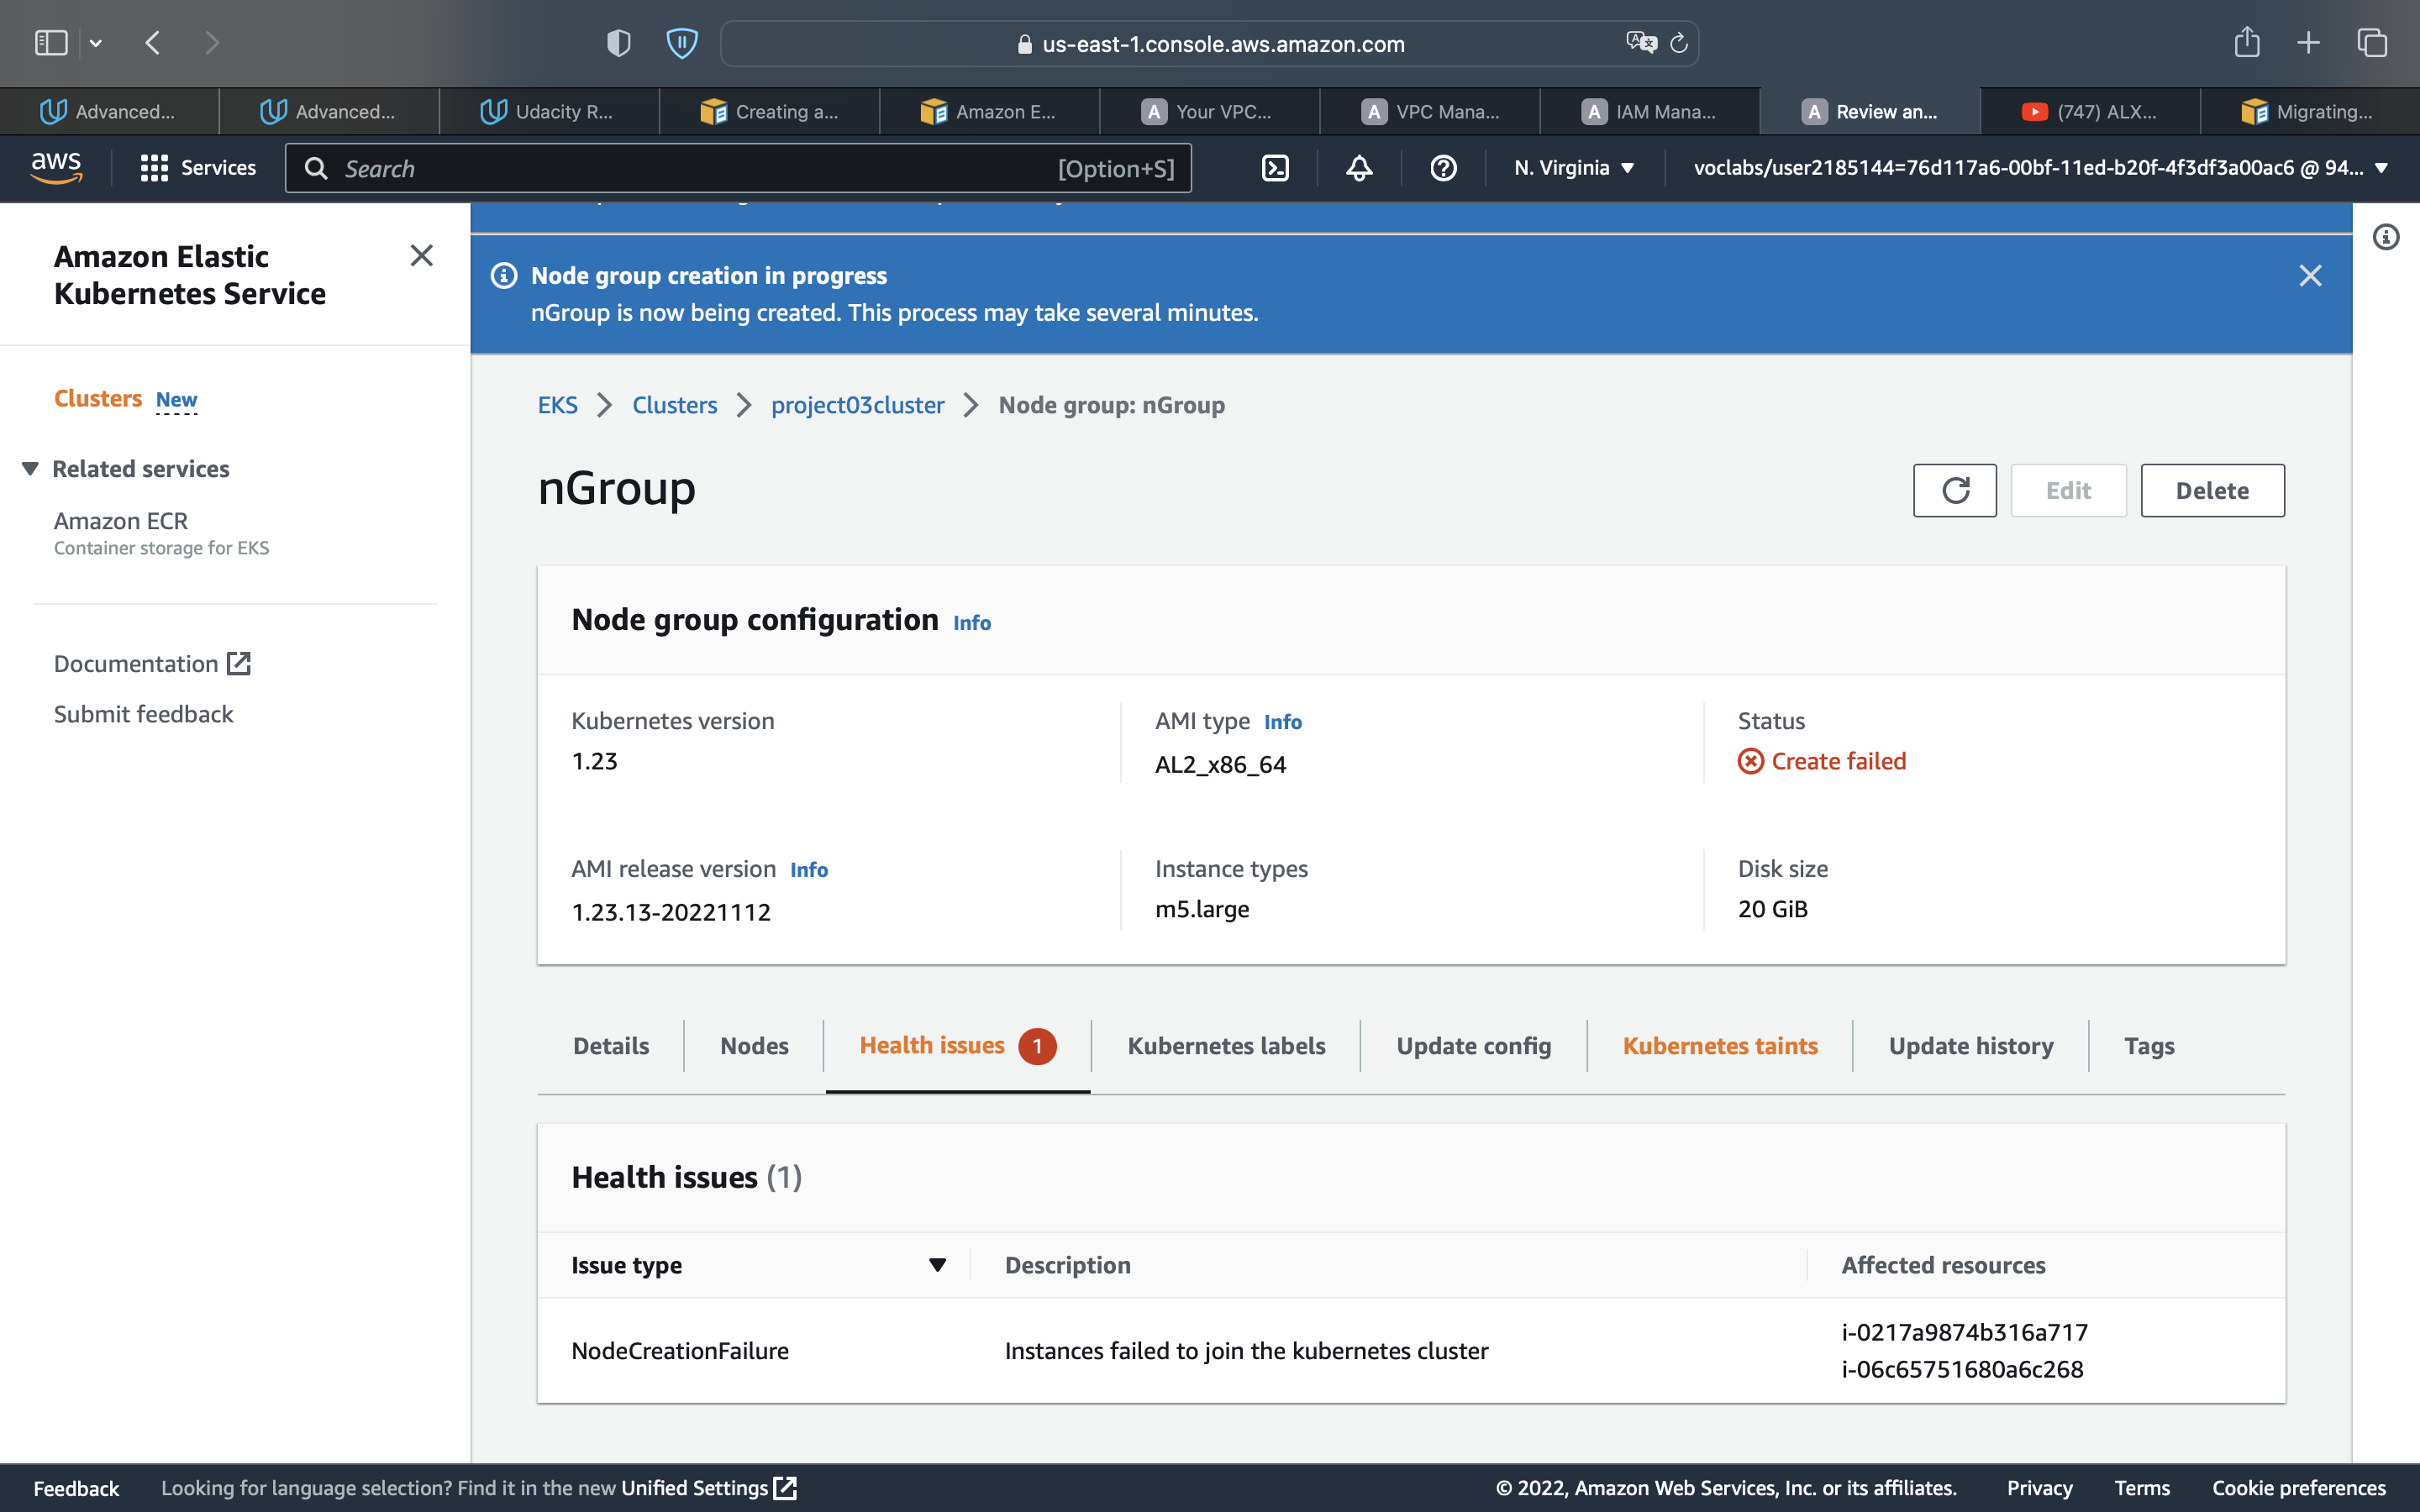 us-east-1.console.aws.amazon.com
Advanced...
Advanced...
Udacity R...
Creating a...
Amazon E...
A Your VPC...
A VPC Mana...
A IAM Mana...
A Review an...
(747) ALX...
Migrating...
aws
Services
Search
[Option+S]
N. Virginia
voclabs/user2185144=76d117a6-00bf-11ed-b20f-4f3df3a00ac6 @ 94...
Amazon Elastic
Kubernetes Service
Clusters New
Related services
Amazon ECR
Container storage for EKS
Documentation
Submit feedback
Node group creation in progress
nGroup is now being created. This process may take several minutes.
EKS
Clusters
project03cluster
Node group: nGroup
nGroup
Edit
Delete
Node group configuration Info
Kubernetes version
1.23
AMI type Info
AL2_x86_64
Status
Create failed
AMI release version Info
1.23.13-20221112
Instance types
m5.large
Disk size
20 GiB
Details
Nodes
Health issues 1
Kubernetes labels
Update config
Kubernetes taints
Update history
Tags
Health issues (1)
Issue type
Description
Affected resources
NodeCreationFailure
Instances failed to join the kubernetes cluster
i-0217a9874b316a717
i-06c65751680a6c268
Feedback
Looking for language selection? Find it in the new Unified Settings
© 2022, Amazon Web Services, Inc. or its affiliates.
Privacy
Terms
Cookie preferences